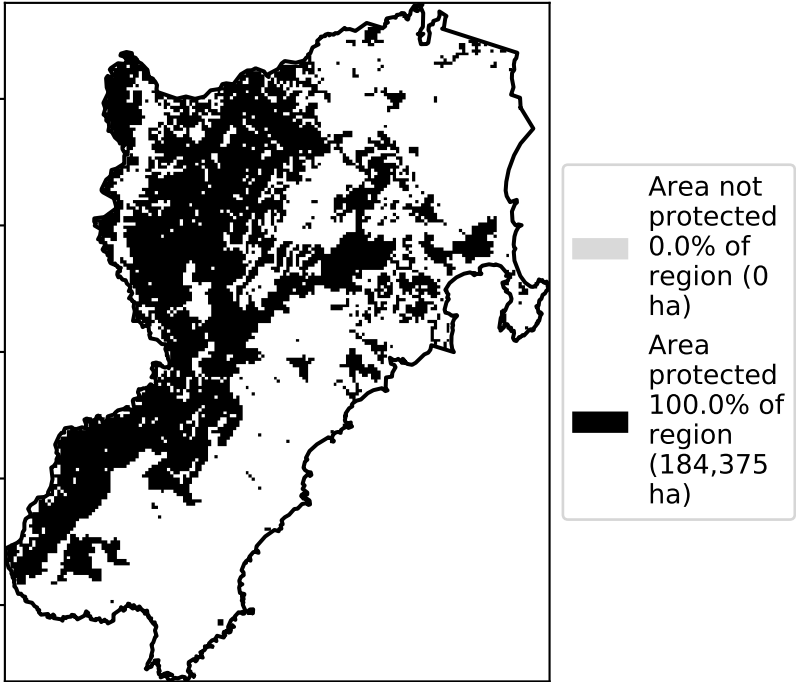 Area not
protected
0.0% of
region (0
ha)
Area
protected
100.0% of
region
(184,375
ha)